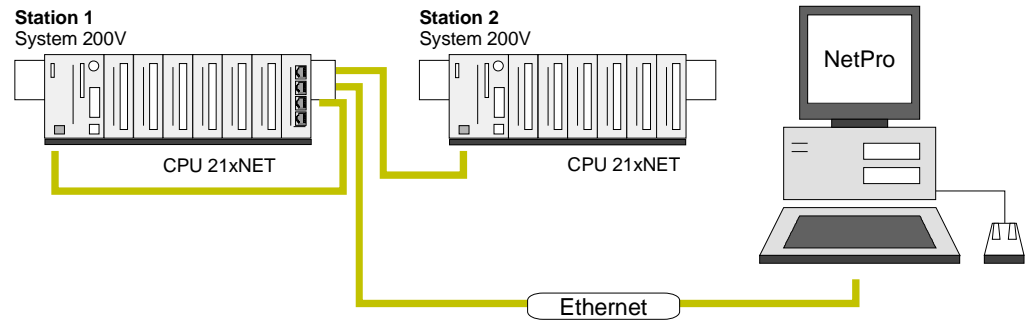 Station 1
System 200V
Station 2
System 200V
NetPro
CPU 21xNET
CPU 21xNET
Ethernet